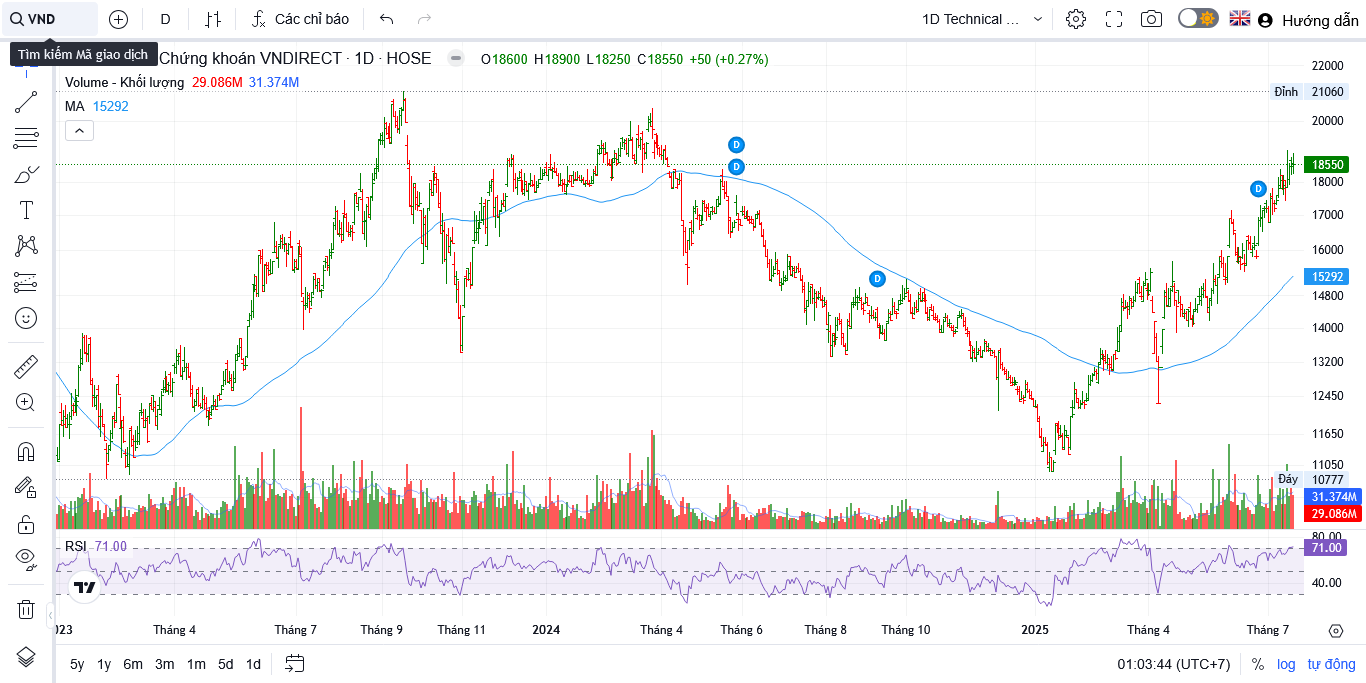 VND D Các chỉ báo 1D Technical ... Hướng dẫn
Tìm kiếm Mã giao dịch
Chứng khoán VNDIRECT · 1D · HOSE O18600 H18900 L18250 C18550 +50 (+0.27%)
Volume - Khối lượng 29.086M 31.374M
MA 15292
22000
Đỉnh 21060
20000
D
D
18550
18000
D
17000
16000
D
15292
14800
14000
13200
12450
11650
11050
Đáy 10777
31.374M
29.086M
80.00
RSI 71.00
71.00
40.00
023 Tháng 4 Tháng 7 Tháng 9 Tháng 11 2024 Tháng 4 Tháng 6 Tháng 8 Tháng 10 2025 Tháng 4 Tháng 7
5y 1y 6m 3m 1m 5d 1d 01:03:44 (UTC+7) % log tự động